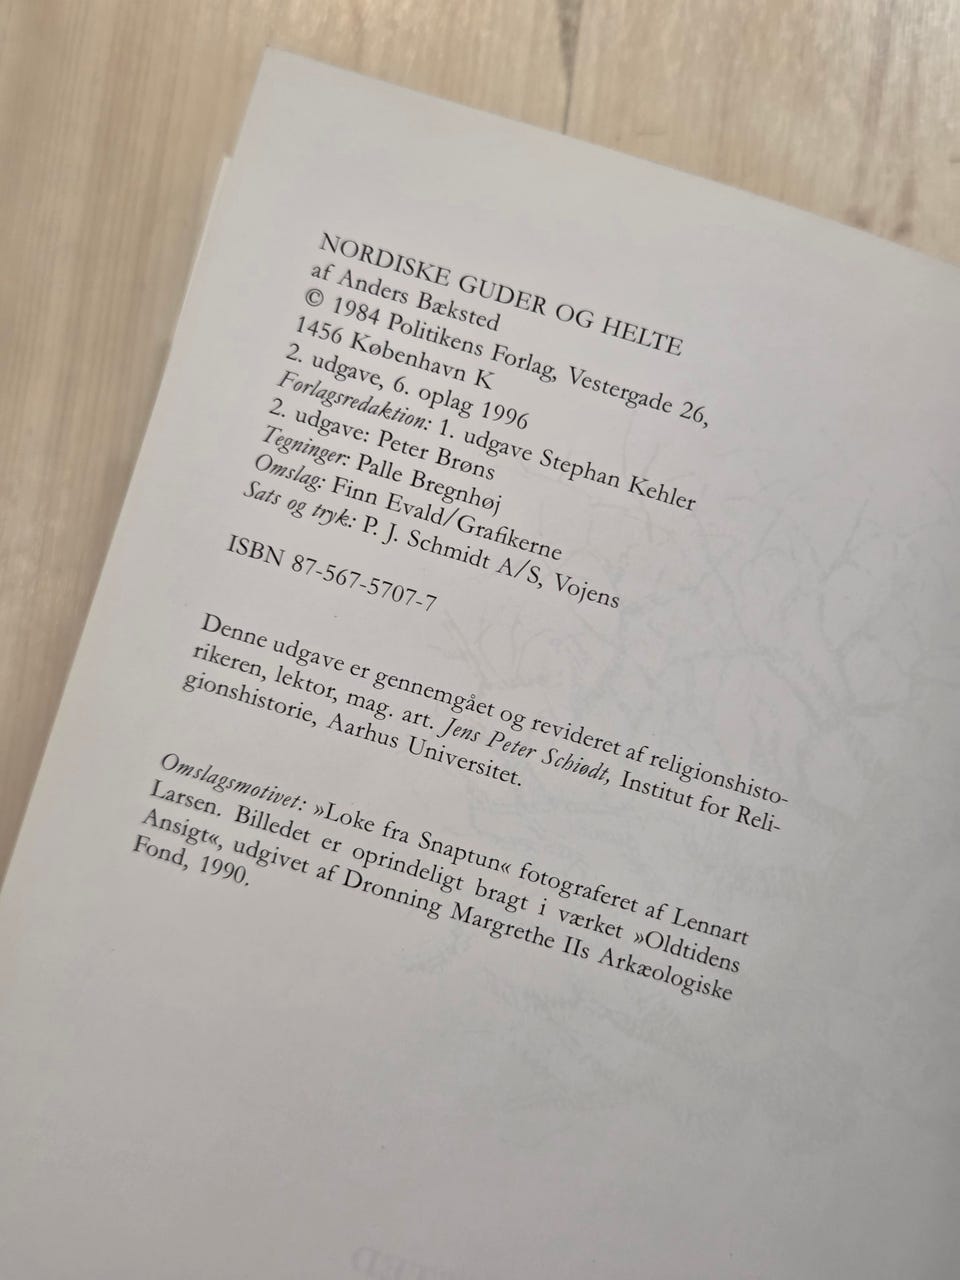 NORDISKE GUDER OG HELTE
af Anders Bæksted
© 1984 Politikens Forlag, Vestergade 26,
1456 København K
2. udgave, 6. oplag 1996
Forlagsredaktion: 1. udgave Stephan Kehler
2. udgave: Peter Brøns
Tegninger: Palle Bregnhøj
Omslag: Finn Evald/Grafikerne
Sats og tryk: P. J. Schmidt A/S, Vojens
ISBN 87-567-5707-7
Denne udgave er gennemgået og revideret af religionshisto-
rikeren, lektor, mag. art. Jens Peter Schiødt, Institut for Reli-
gionshistorie, Aarhus Universitet.
Omslagsmotivet: »Loke fra Snaptun« fotograferet af Lennart
Larsen. Billedet er oprindeligt bragt i værket »Oldtidens
Ansigt«, udgivet af Dronning Margrethe IIs Arkæologiske
Fond, 1990.